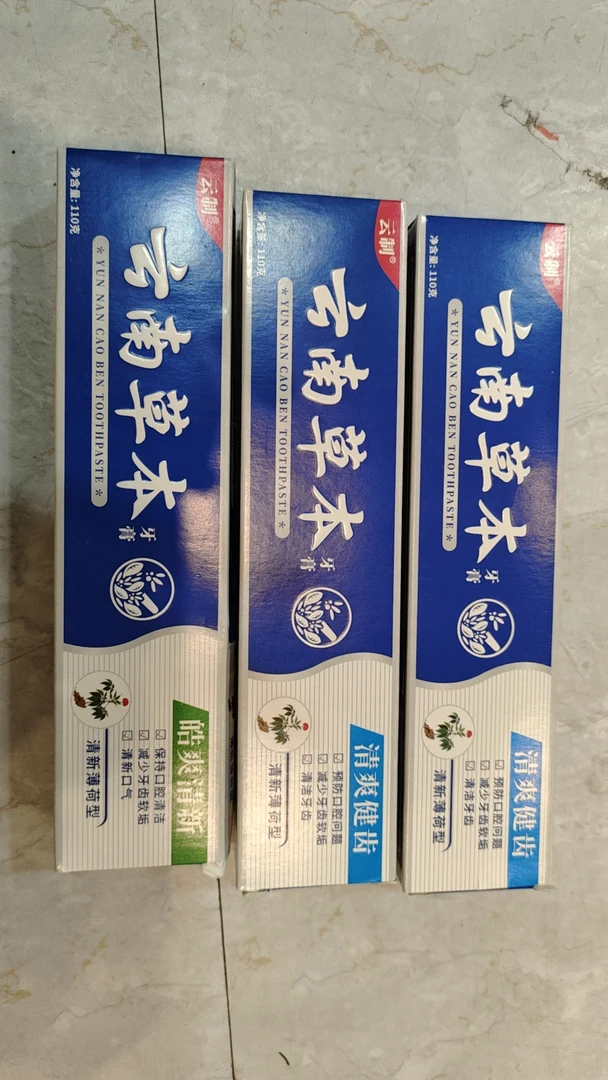 云制®
净含量: 110克
云南草本
YUN NAN CAO BEN TOOTHPASTE
牙膏
皓爽清新
保持口腔清洁
减少牙齿软垢
清新口气
清新薄荷型
云制®
净含量: 110克
云南草本
YUN NAN CAO BEN TOOTHPASTE
牙膏
清爽健齿
预防口腔问题
减少牙齿软垢
清洁牙齿
清新薄荷型
云制®
净含量: 110克
云南草本
YUN NAN CAO BEN TOOTHPASTE
牙膏
清爽健齿
预防口腔问题
减少牙齿软垢
清洁牙齿
清新薄荷型